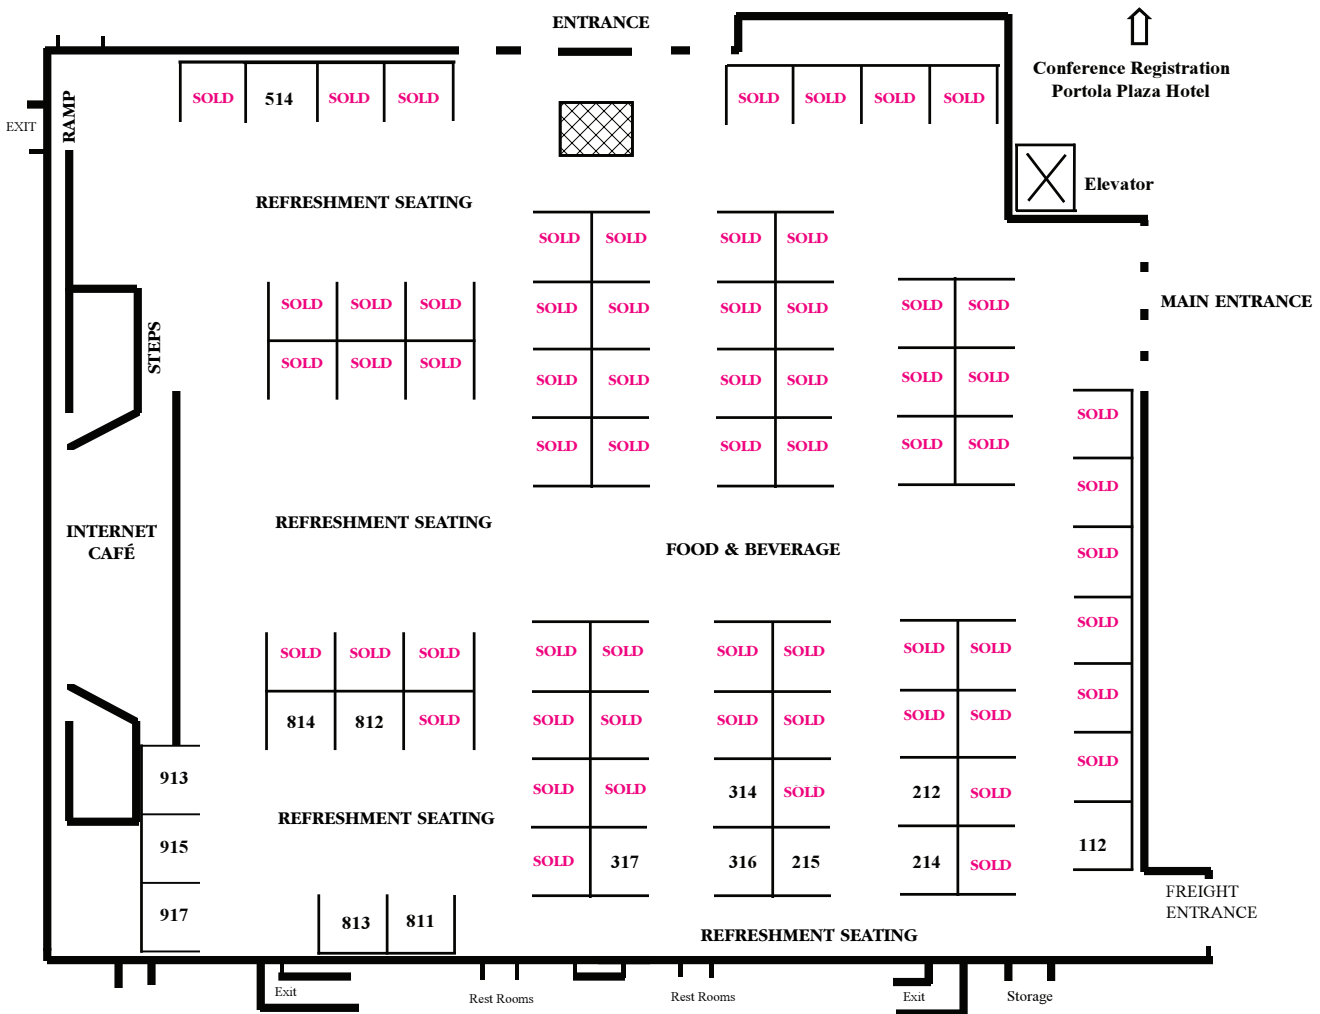 ENTRANCE
Conference Registration
Portola Plaza Hotel
SOLD 514 SOLD SOLD
SOLD SOLD SOLD SOLD
RAMP
EXIT
Elevator
REFRESHMENT SEATING
SOLD SOLD SOLD SOLD
MAIN ENTRANCE
SOLD SOLD SOLD SOLD SOLD SOLD SOLD SOLD SOLD
STEPS
SOLD SOLD SOLD SOLD SOLD SOLD SOLD SOLD SOLD
SOLD
SOLD SOLD SOLD SOLD SOLD SOLD
SOLD
REFRESHMENT SEATING
INTERNET
CAFÉ
FOOD & BEVERAGE
SOLD
SOLD
SOLD SOLD SOLD SOLD SOLD SOLD SOLD SOLD SOLD
SOLD
814 812 SOLD SOLD SOLD SOLD SOLD SOLD SOLD
SOLD
913
SOLD SOLD 314 SOLD 212 SOLD
REFRESHMENT SEATING
915
SOLD 317 316 215 214 SOLD
112
FREIGHT
ENTRANCE
917
813 811
REFRESHMENT SEATING
Exit
Rest Rooms
Rest Rooms
Exit
Storage